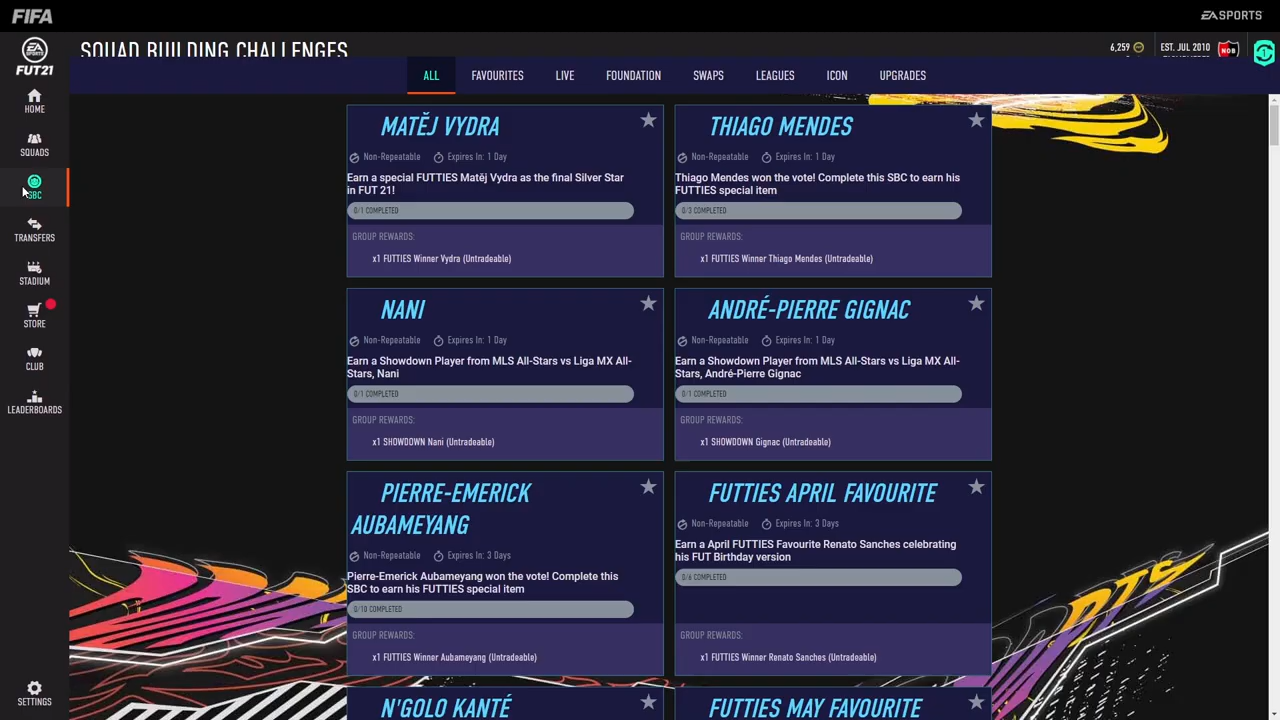 FIFA
EA SPORTS
EA SPORTS
FUT21
SQUAD BUILDING CHALLENGES
6,259
EST. JUL 2010
NOB
1
ALL
FAVOURITES
LIVE
FOUNDATION
SWAPS
LEAGUES
ICON
UPGRADES
HOME
SQUADS
SBC
TRANSFERS
STADIUM
STORE
CLUB
LEADERBOARDS
SETTINGS
MATĚJ VYDRA
Non-Repeatable Expires In: 1 Day
Earn a special FUTTIES Matěj Vydra as the final Silver Star
in FUT 21!
0/1 COMPLETED
GROUP REWARDS:
x1 FUTTIES Winner Vydra (Untradeable)
THIAGO MENDES
Non-Repeatable Expires In: 1 Day
Thiago Mendes won the vote! Complete this SBC to earn his
FUTTIES special item
0/3 COMPLETED
GROUP REWARDS:
x1 FUTTIES Winner Thiago Mendes (Untradeable)
NANI
Non-Repeatable Expires In: 1 Day
Earn a Showdown Player from MLS All-Stars vs Liga MX All-
Stars, Nani
0/1 COMPLETED
GROUP REWARDS:
x1 SHOWDOWN Nani (Untradeable)
ANDRÉ-PIERRE GIGNAC
Non-Repeatable Expires In: 1 Day
Earn a Showdown Player from MLS All-Stars vs Liga MX All-
Stars, André-Pierre Gignac
0/1 COMPLETED
GROUP REWARDS:
x1 SHOWDOWN Gignac (Untradeable)
PIERRE-EMERICK
AUBAMEYANG
Non-Repeatable Expires In: 3 Days
Pierre-Emerick Aubameyang won the vote! Complete this
SBC to earn his FUTTIES special item
0/10 COMPLETED
GROUP REWARDS:
x1 FUTTIES Winner Aubameyang (Untradeable)
FUTTIES APRIL FAVOURITE
Non-Repeatable Expires In: 3 Days
Earn a April FUTTIES Favourite Renato Sanches celebrating
his FUT Birthday version
0/6 COMPLETED
GROUP REWARDS:
x1 FUTTIES Winner Renato Sanches (Untradeable)
N'GOLO KANTÉ
FUTTIES MAY FAVOURITE